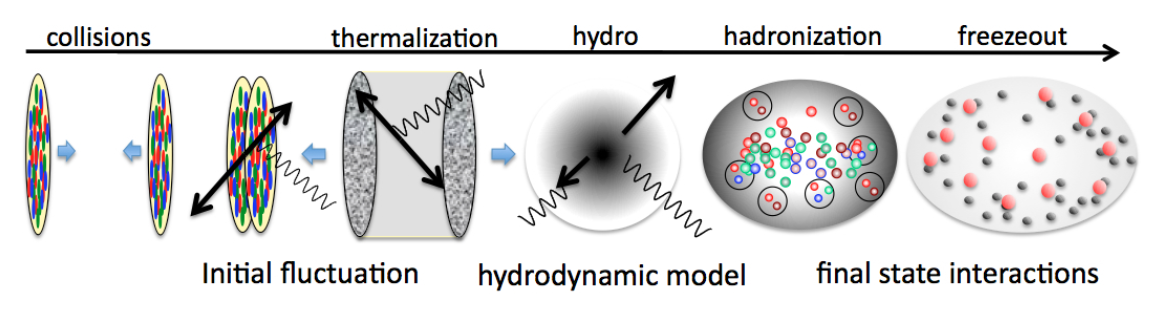 collisions thermalization hydro hadronization freezeout
Initial fluctuation hydrodynamic model final state interactions